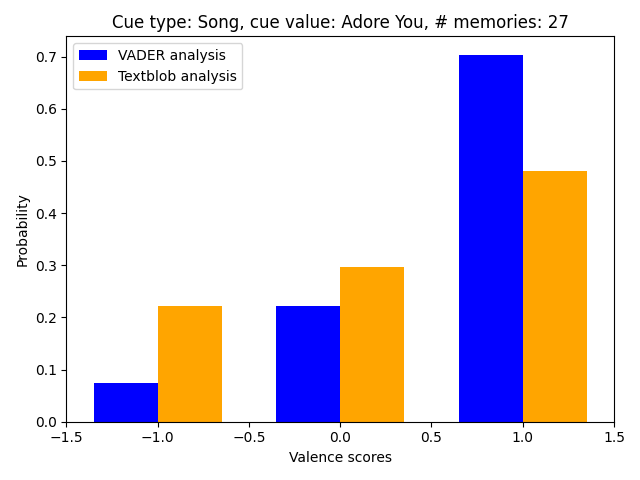 Cue type: Song, cue value: Adore You, # memories: 27
VADER analysis
Textblob analysis
Probability
0.7
0.6
0.5
0.4
0.3
0.2
0.1
0.0
−1.5 −1.0 −0.5 0.0 0.5 1.0 1.5
Valence scores